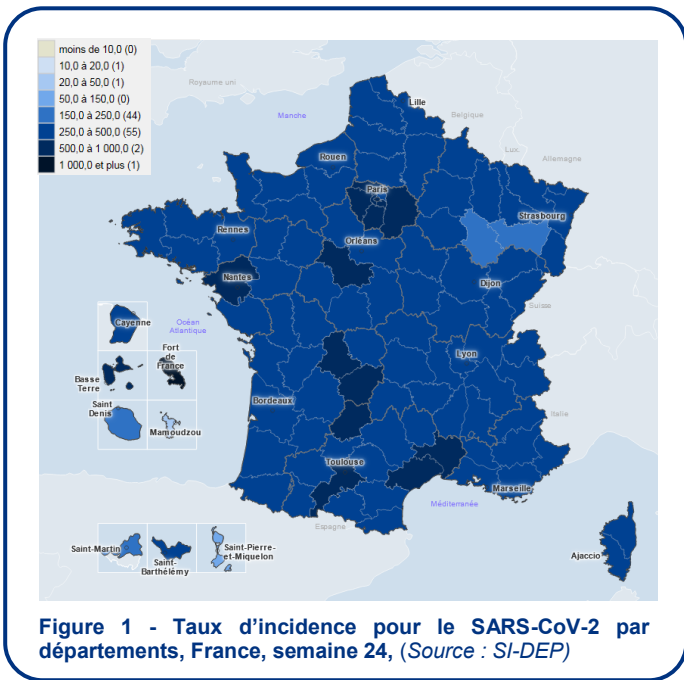 moins de 10,0 (0)
10,0 à 20,0 (1)
20,0 à 50,0 (1)
50,0 à 150,0 (0)
150,0 à 250,0 (44)
250,0 à 500,0 (55)
500,0 à 1 000,0 (2)
1 000,0 et plus (1)
Royaume uni
Manche
Lille
Belgique
Lux.
Allemagne
Rouen
Paris
Strasbourg
Rennes
Orléans
Nantes
Dijon
Suisse
Cayenne
Océan
Atlantique
Fort
de
France
Basse
Terre
Lyon
Saint
Denis
Bordeaux
Mamoudzou
Italie
Toulouse
Marseille
Méditerranée
Espagne
Saint-Martin
Saint-
Barthélémy
Saint-Pierre-
et-Miquelon
Ajaccio
Figure 1 - Taux d'incidence pour le SARS-CoV-2 par
départements, France, semaine 24, (Source : SI-DEP)